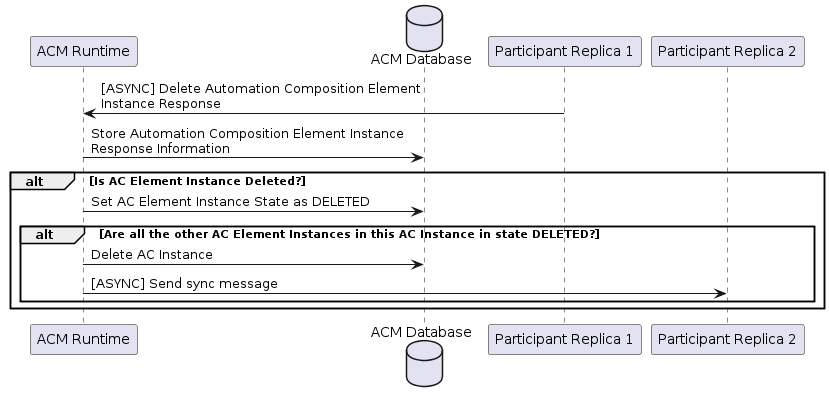 ACM Runtime
ACM Database
Participant Replica 1
Participant Replica 2
[ASYNC] Delete Automation Composition Element
Instance Response
Store Automation Composition Element Instance
Response Information
alt
[Is AC Element Instance Deleted?]
Set AC Element Instance State as DELETED
alt
[Are all the other AC Element Instances in this AC Instance in state DELETED?]
Delete AC Instance
[ASYNC] Send sync message
ACM Runtime
ACM Database
Participant Replica 1
Participant Replica 2